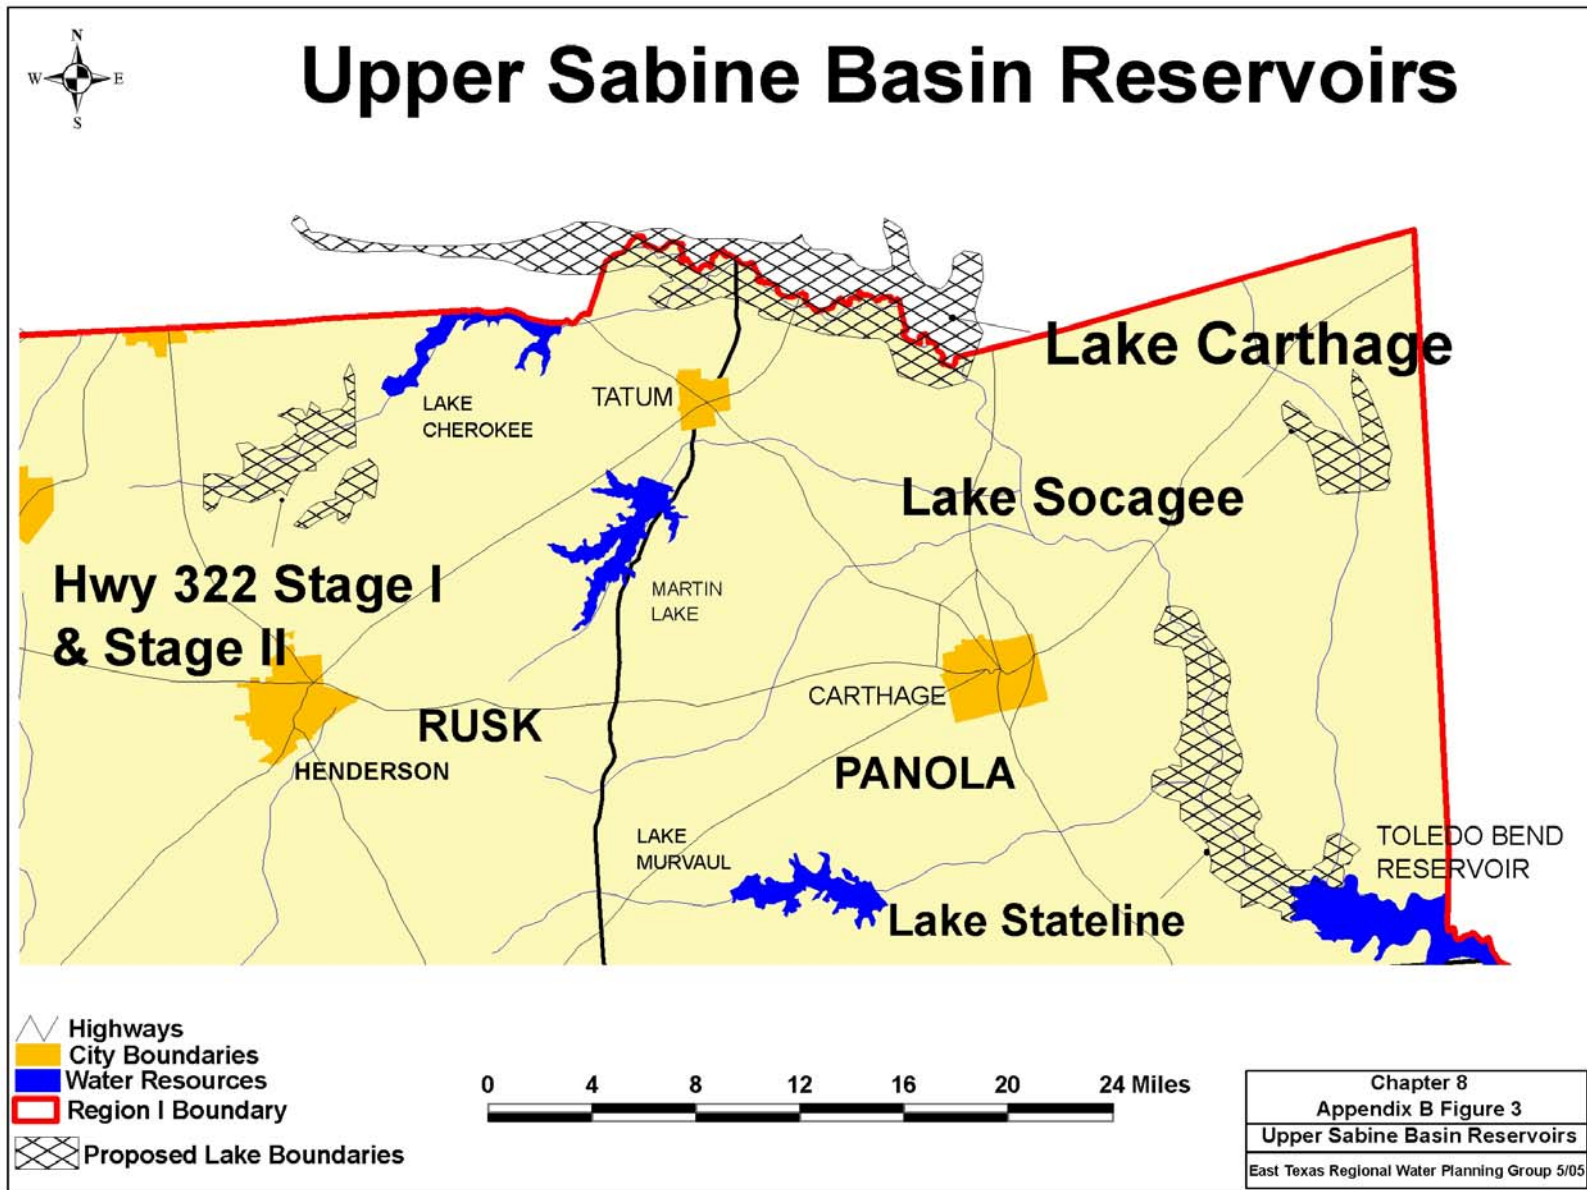 N
W E
S
Upper Sabine Basin Reservoirs
Lake Carthage
TATUM
LAKE
CHEROKEE
Lake Socagee
Hwy 322 Stage I
& Stage II
MARTIN
LAKE
CARTHAGE
RUSK
HENDERSON
PANOLA
LAKE
MURVAUL
TOLEDO BEND
RESERVOIR
Lake Stateline
Highways
City Boundaries
Water Resources
Region I Boundary
Proposed Lake Boundaries
0 4 8 12 16 20 24 Miles
Chapter 8
Appendix B Figure 3
Upper Sabine Basin Reservoirs
East Texas Regional Water Planning Group 5/05